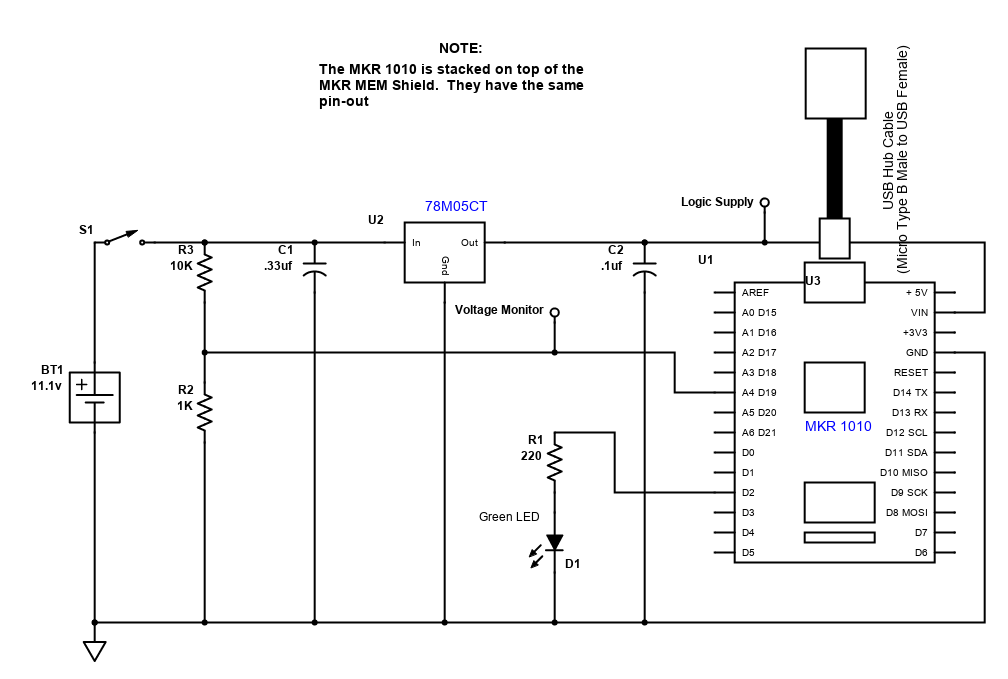 NOTE:
The MKR 1010 is stacked on top of the
MKR MEM Shield.  They have the same
pin-out
USB Hub Cable
(Micro Type B Male to USB Female)
78M05CT
Logic Supply
U2
S1
In
Out
Gnd
R3
10K
C1
.33uf
C2
.1uf
U1
U3
Voltage Monitor
BT1
11.1v
+
R2
1K
R1
220
Green LED
D1
AREF
A0 D15
A1 D16
A2 D17
A3 D18
A4 D19
A5 D20
A6 D21
D0
D1
D2
D3
D4
D5
+ 5V
VIN
+3V3
GND
RESET
D14 TX
D13 RX
D12 SCL
D11 SDA
D10 MISO
D9 SCK
D8 MOSI
D7
D6
MKR 1010